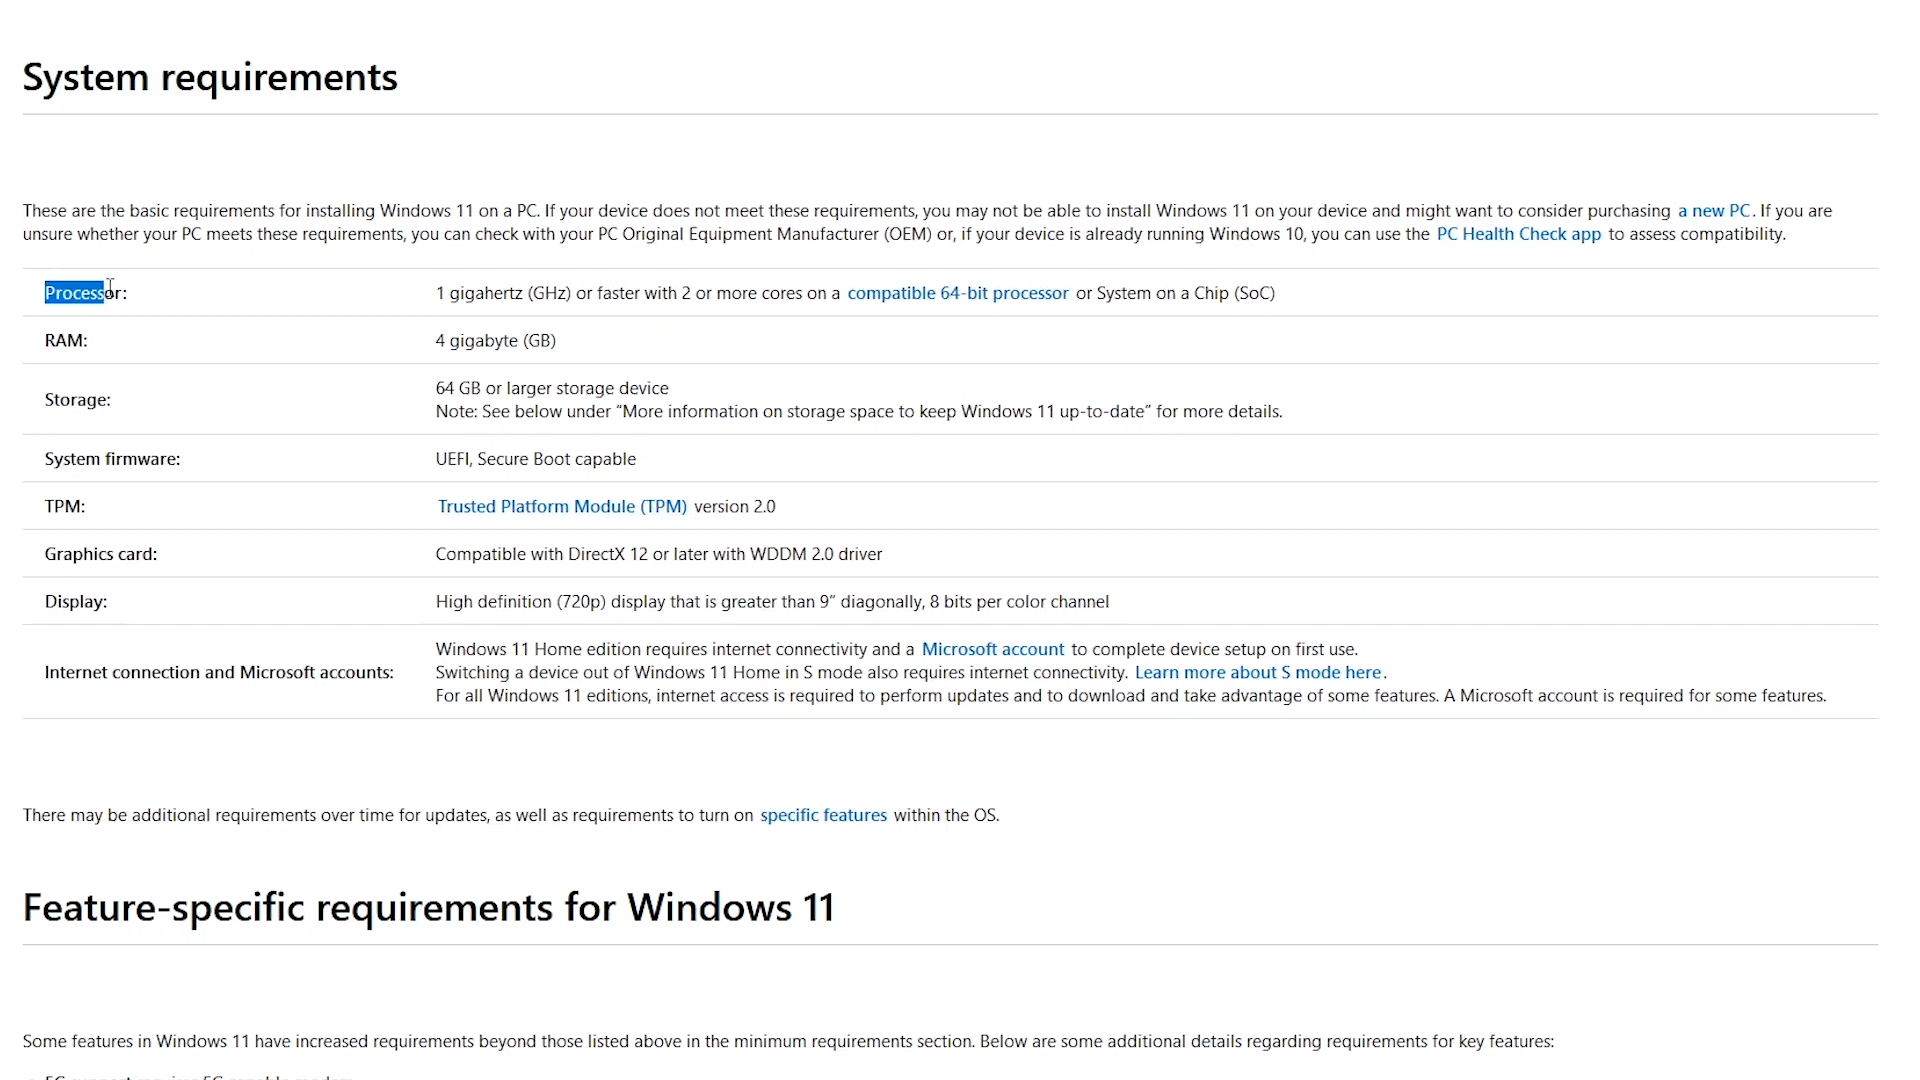 System requirements
These are the basic requirements for installing Windows 11 on a PC. If your device does not meet these requirements, you may not be able to install Windows 11 on your device and might want to consider purchasing a new PC. If you are
unsure whether your PC meets these requirements, you can check with your PC Original Equipment Manufacturer (OEM) or, if your device is already running Windows 10, you can use the PC Health Check app to assess compatibility.
Processor: 1 gigahertz (GHz) or faster with 2 or more cores on a compatible 64-bit processor or System on a Chip (SoC)
RAM: 4 gigabyte (GB)
Storage: 64 GB or larger storage device
Note: See below under “More information on storage space to keep Windows 11 up-to-date” for more details.
System firmware: UEFI, Secure Boot capable
TPM: Trusted Platform Module (TPM) version 2.0
Graphics card: Compatible with DirectX 12 or later with WDDM 2.0 driver
Display: High definition (720p) display that is greater than 9” diagonally, 8 bits per color channel
Internet connection and Microsoft accounts: Windows 11 Home edition requires internet connectivity and a Microsoft account to complete device setup on first use.
Switching a device out of Windows 11 Home in S mode also requires internet connectivity. Learn more about S mode here.
For all Windows 11 editions, internet access is required to perform updates and to download and take advantage of some features. A Microsoft account is required for some features.
There may be additional requirements over time for updates, as well as requirements to turn on specific features within the OS.
Feature-specific requirements for Windows 11
Some features in Windows 11 have increased requirements beyond those listed above in the minimum requirements section. Below are some additional details regarding requirements for key features: